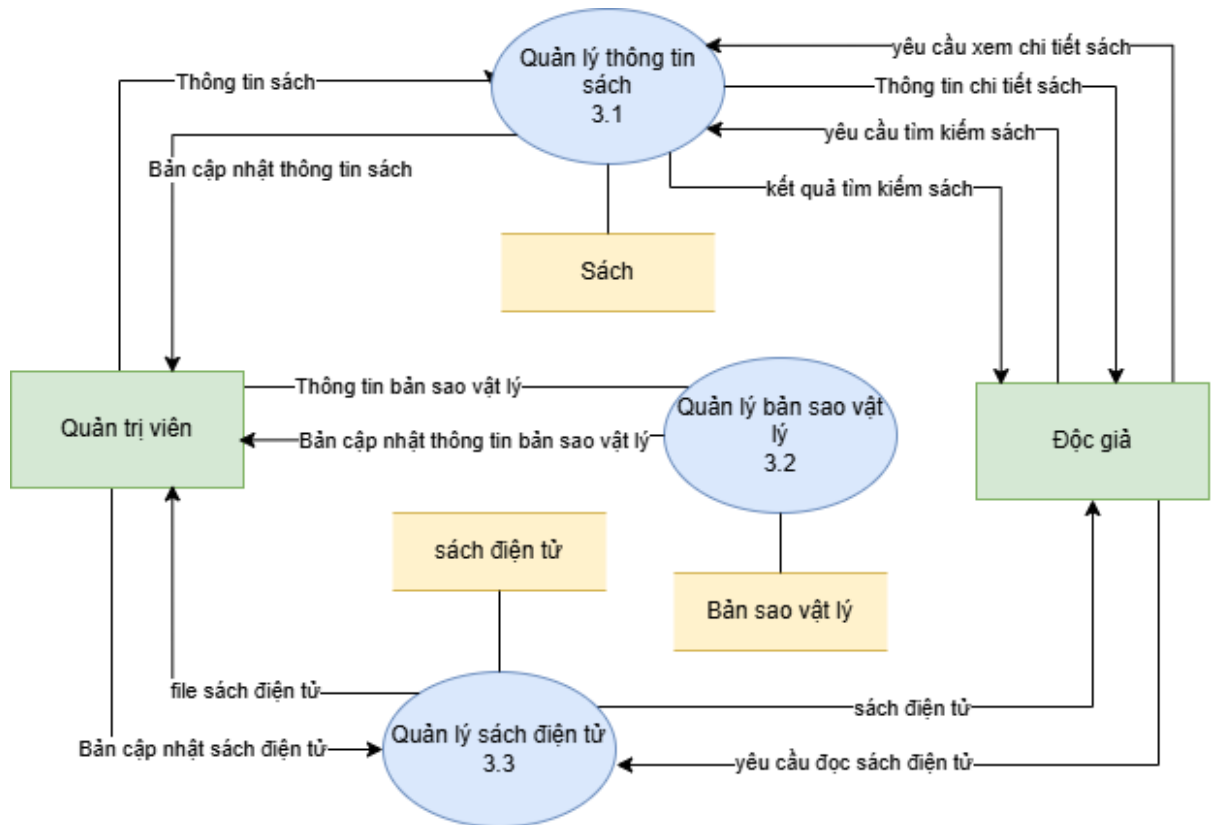 Quản lý thông tin
sách
3.1
yêu cầu xem chi tiết sách
Thông tin sách
Thông tin chi tiết sách
yêu cầu tìm kiếm sách
Bản cập nhật thông tin sách
kết quả tìm kiếm sách
Sách
Thông tin bản sao vật lý
Quản lý bản sao vật
lý
3.2
Quản trị viên
Bản cập nhật thông tin bản sao vật lý
Độc giả
sách điện tử
Bản sao vật lý
file sách điện tử
sách điện tử
Quản lý sách điện tử
3.3
Bản cập nhật sách điện tử
yêu cầu đọc sách điện tử